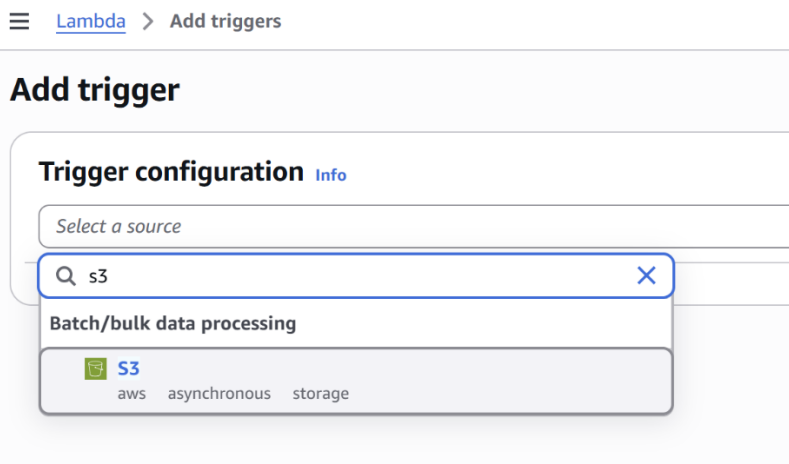 Lambda > Add triggers
Add trigger
Trigger configuration Info
Select a source
s3
Batch/bulk data processing
S3
aws asynchronous storage